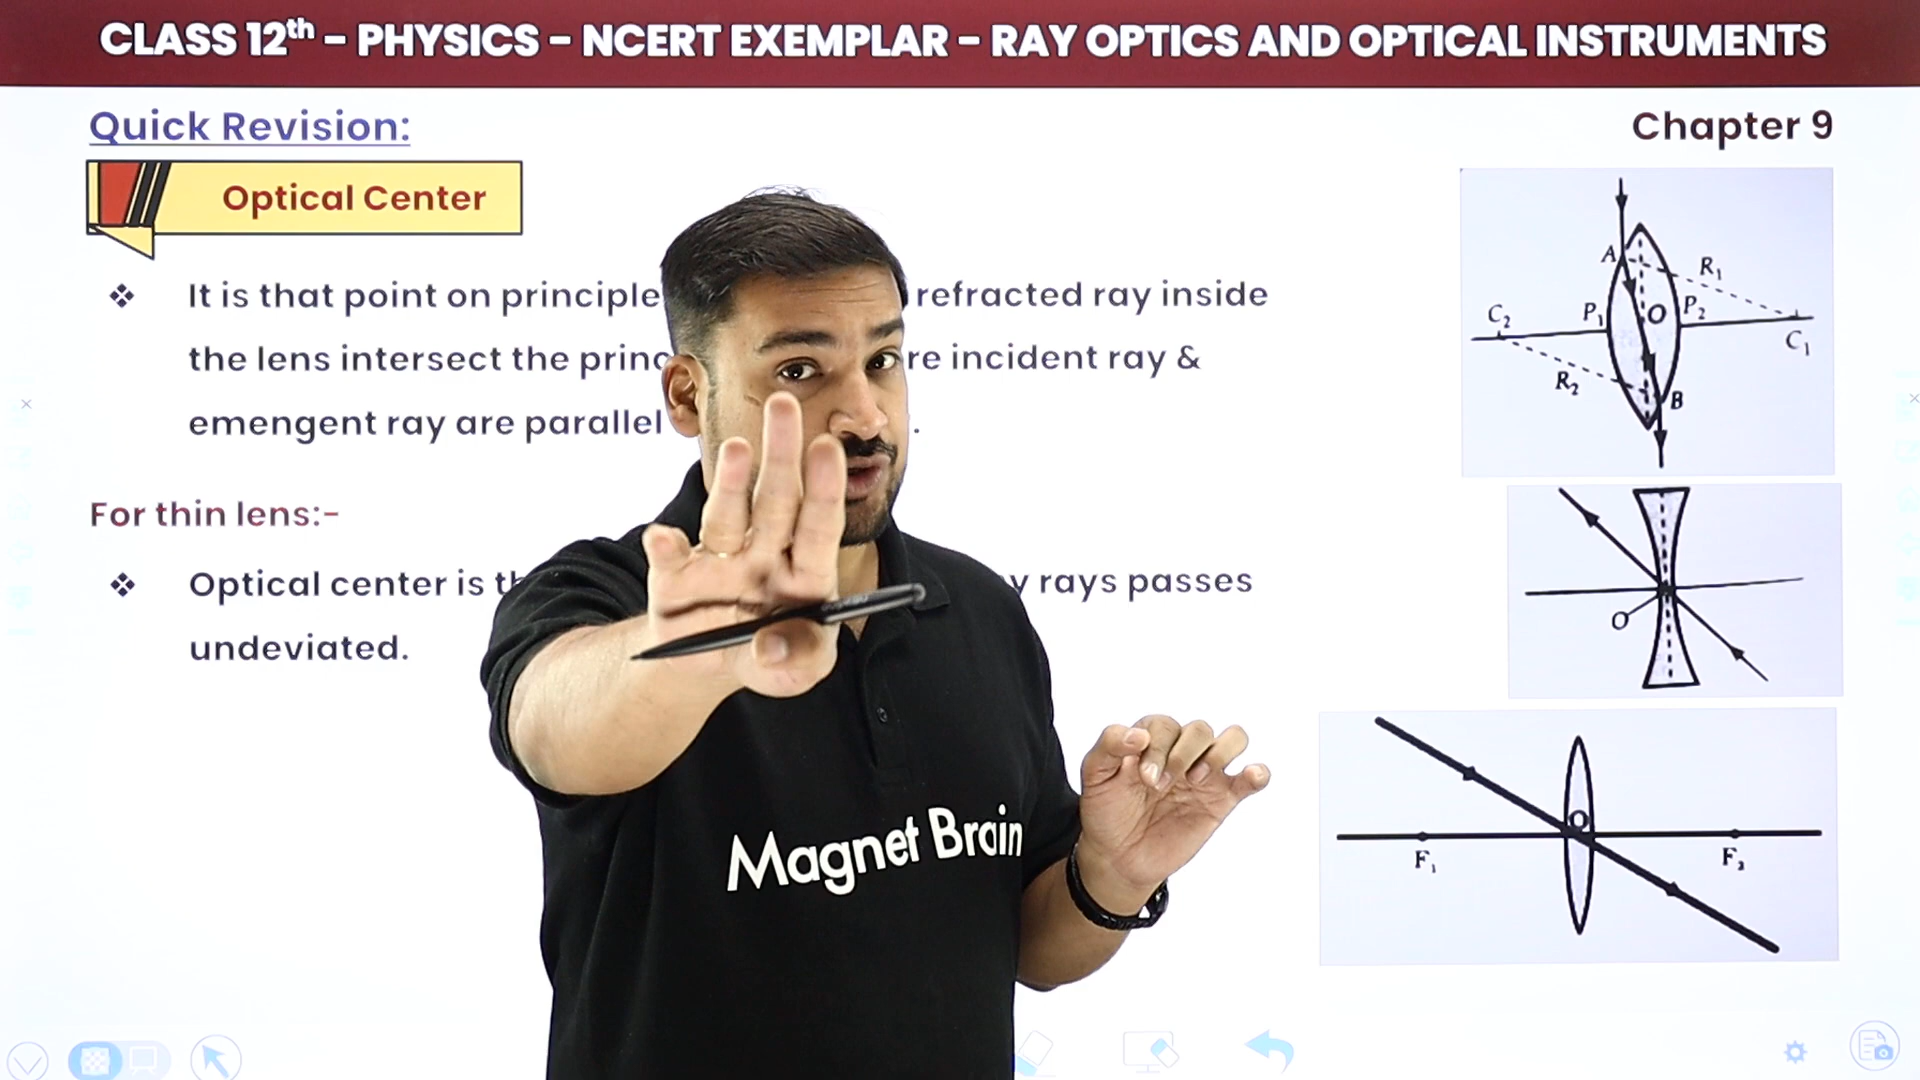 CLASS 12th - PHYSICS - NCERT EXEMPLAR - RAY OPTICS AND OPTICAL INSTRUMENTS
Quick Revision:
Chapter 9
Optical Center
It is that point on principle refracted ray inside
the lens intersect the incident ray &
emengent ray are parallel .
For thin lens:-
Optical center is rays passes
undeviated.
A
R1
C2
P1
O
P2
C1
R2
B
O
O
F1
F2
Magnet Brain